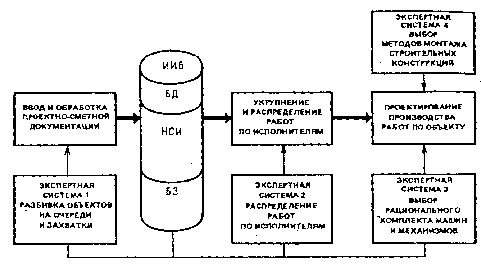 ЭКСПЕРТНАЯ
СИСТЕМА 4
ВЫБОР
МЕТОДОВ МОНТАЖА
СТРОИТЕЛЬНЫХ
КОНСТРУКЦИЙ
ВВОД И ОБРАБОТКА
ПРОЕКТНО-СМЕТНОЙ
ДОКУМЕНТАЦИИ
ИИБ
БД
НСИ
БЗ
УКРУПНЕНИЕ
И РАСПРЕДЕЛЕНИЕ
РАБОТ
ПО ИСПОЛНИТЕЛЯМ
ПРОЕКТИРОВАНИЕ
ПРОИЗВОДСТВА
РАБОТ ПО ОБЪЕКТУ
ЭКСПЕРТНАЯ
СИСТЕМА 1
РАЗБИВКА ОБЪЕКТОВ
НА ОЧЕРЕДИ
И ЗАХВАТКИ
ЭКСПЕРТНАЯ
СИСТЕМА 2
РАСПРЕДЕЛЕНИЕ
РАБОТ
ПО ИСПОЛНИТЕЛЯМ
ЭКСПЕРТНАЯ
СИСТЕМА 3
ВЫБОР
РАЦИОНАЛЬНОГО
КОМПЛЕКТА МАШИН
И МЕХАНИЗМОВ